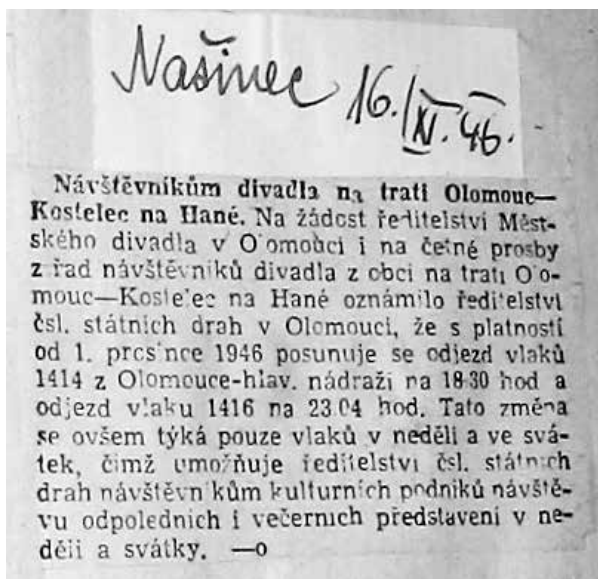 Našinec 16./XI. 46.
Návštěvníkům divadla na trati Olomouc—
Kostelec na Hané. Na žádost ředitelství Měst-
ského divadla v Olomouci i na četné prosby
z řad návštěvníků divadla z obcí na trati Olo-
mouc—Kostelec na Hané oznámilo ředitelství
čsl. státních drah v Olomouci, že s platností
od 1. prosince 1946 posunuje se odjezd vlaků
1414 z Olomouce-hlav. nádraží na 18·30 hod a
odjezd vlaku 1416 na 23.04 hod. Tato změna
se ovšem týká pouze vlaků v neděli a ve svá-
tek, čímž umožňuje ředitelství čsl. státních
drah návštěvníkům kulturních podniků návště-
vu odpoledních i večerních představení v ne-
děli a svátky. —o